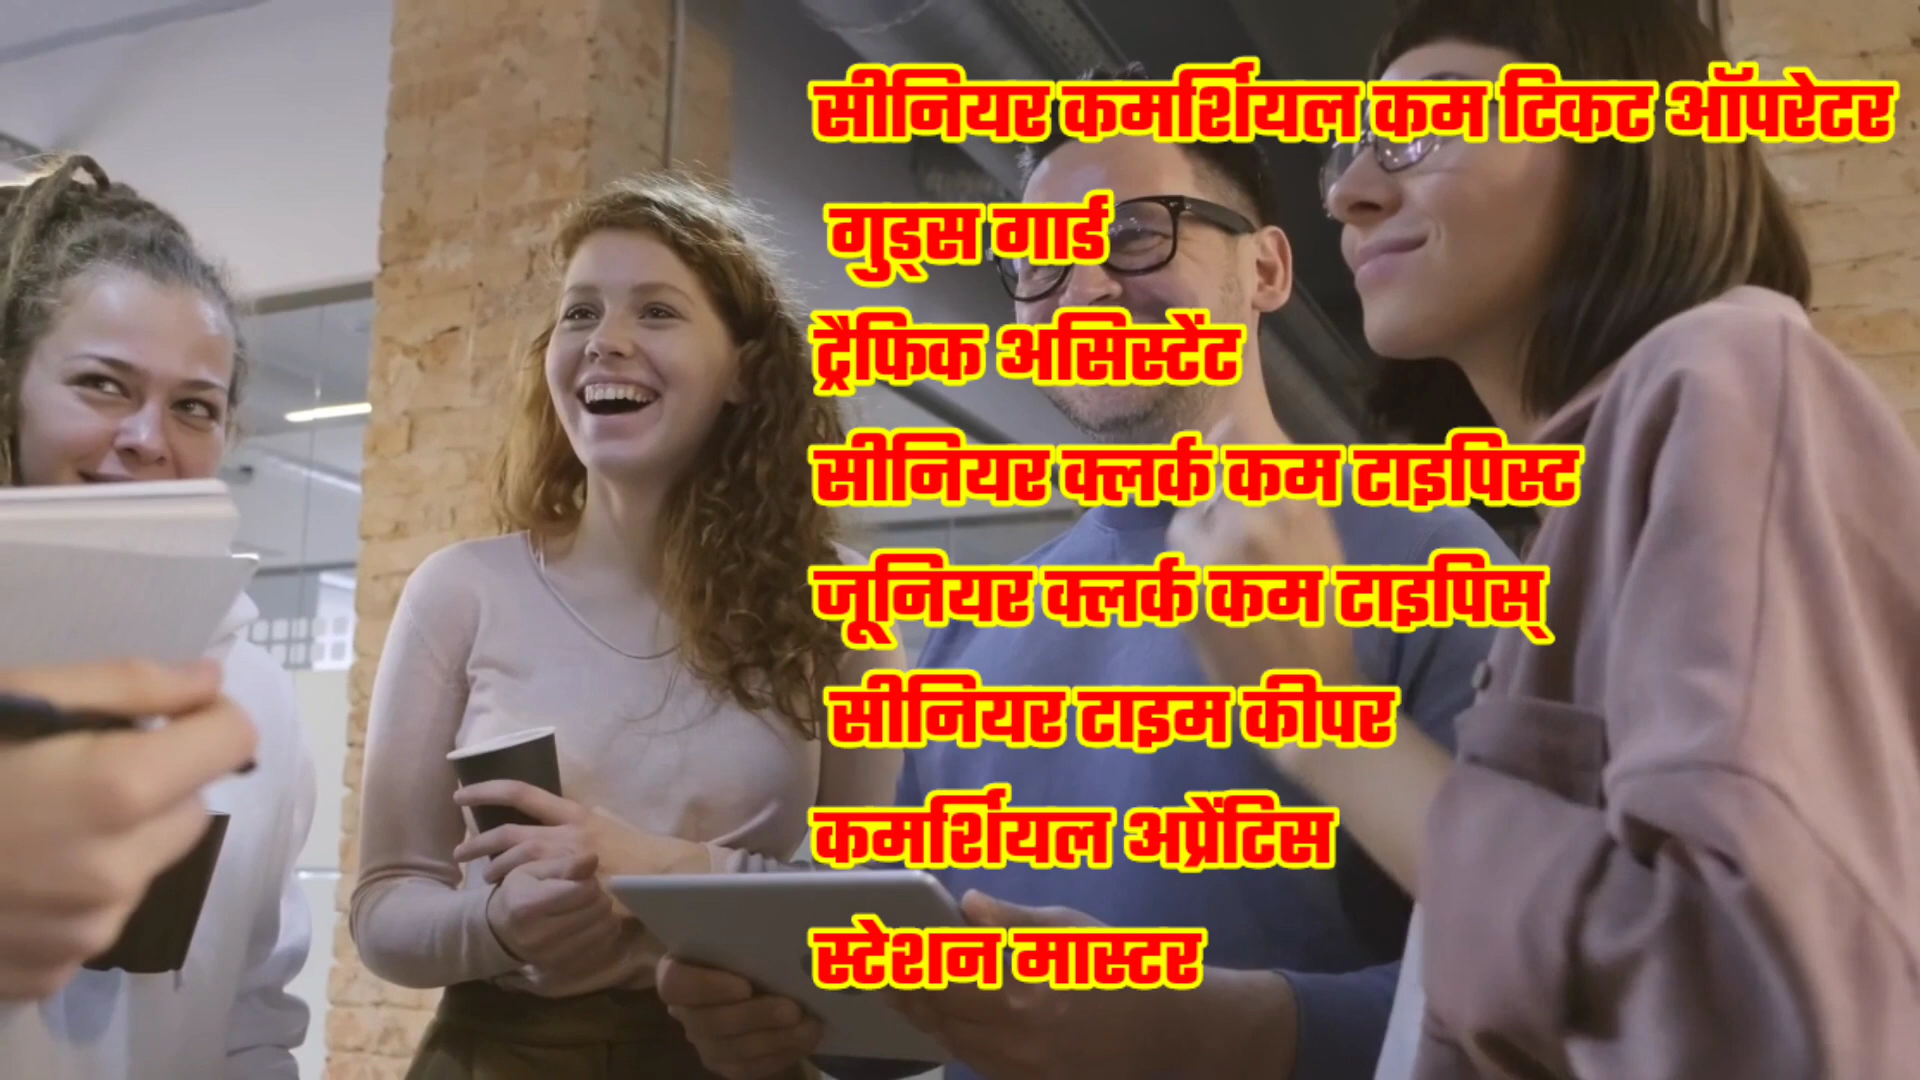 सीनियर कमर्शियल कम टिकट ऑपरेटर
गुड्स गार्ड
ट्रैफिक असिस्टेंट
सीनियर क्लर्क कम टाइपिस्ट
जूनियर क्लर्क कम टाइपिस्
सीनियर टाइम कीपर
कमर्शियल अप्रेंटिस
स्टेशन मास्टर